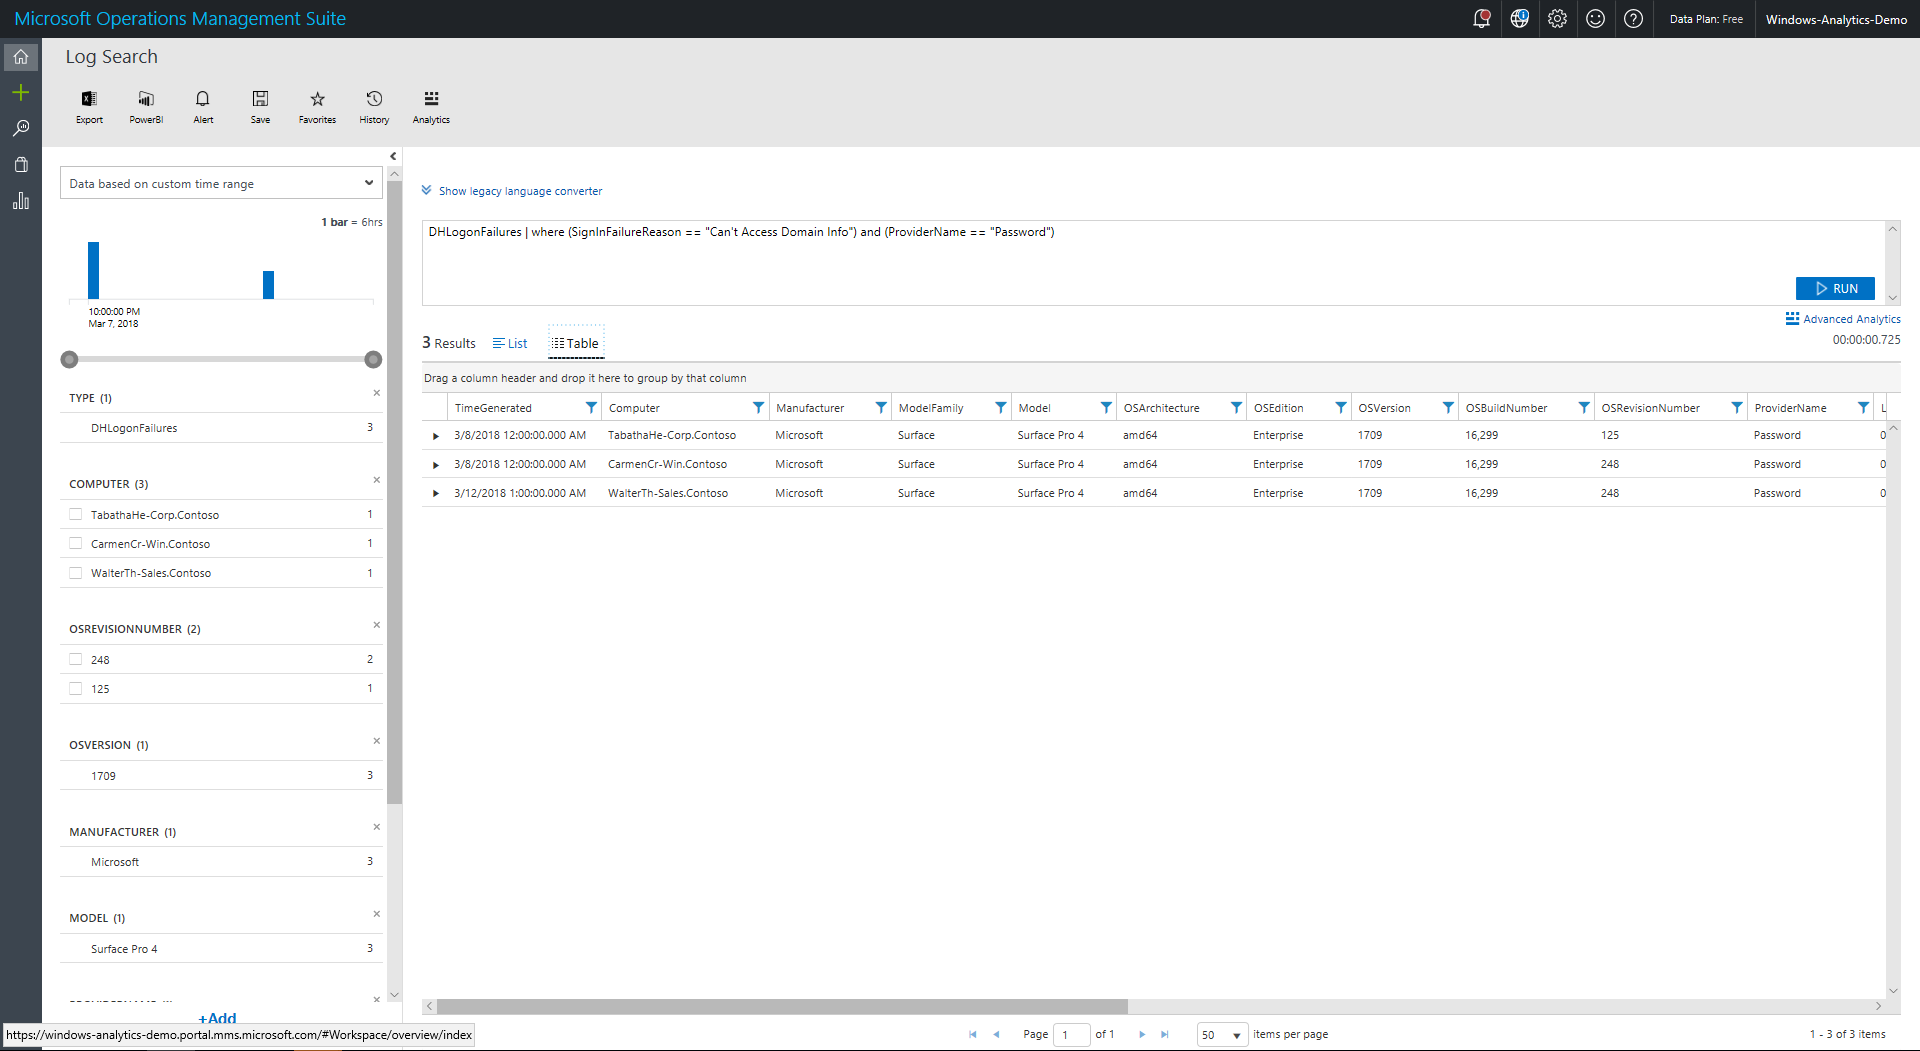 Microsoft Operations Management Suite
Data Plan: Free
Windows-Analytics-Demo
Log Search
Export PowerBI Alert Save Favorites History Analytics
Data based on custom time range
1 bar = 6hrs
10:00:00 PM
Mar 7, 2018
TYPE (1)
DHLogonFailures 3
COMPUTER (3)
TabathaHe-Corp.Contoso 1
CarmenCr-Win.Contoso 1
WalterTh-Sales.Contoso 1
OSREVISIONNUMBER (2)
248 2
125 1
OSVERSION (1)
1709 3
MANUFACTURER (1)
Microsoft 3
MODEL (1)
Surface Pro 4 3
+Add
https://windows-analytics-demo.portal.mms.microsoft.com/#Workspace/overview/index
Show legacy language converter
DHLogonFailures | where (SignInFailureReason == "Can't Access Domain Info") and (ProviderName == "Password")
RUN
Advanced Analytics
00:00:00.725
3 Results List Table
Drag a column header and drop it here to group by that column
TimeGenerated Computer Manufacturer ModelFamily Model OSArchitecture OSEdition OSVersion OSBuildNumber OSRevisionNumber ProviderName L
3/8/2018 12:00:00.000 AM TabathaHe-Corp.Contoso Microsoft Surface Surface Pro 4 amd64 Enterprise 1709 16,299 125 Password 0
3/8/2018 12:00:00.000 AM CarmenCr-Win.Contoso Microsoft Surface Surface Pro 4 amd64 Enterprise 1709 16,299 248 Password 0
3/12/2018 1:00:00.000 AM WalterTh-Sales.Contoso Microsoft Surface Surface Pro 4 amd64 Enterprise 1709 16,299 248 Password 0
Page 1 of 1 50 items per page 1 - 3 of 3 items